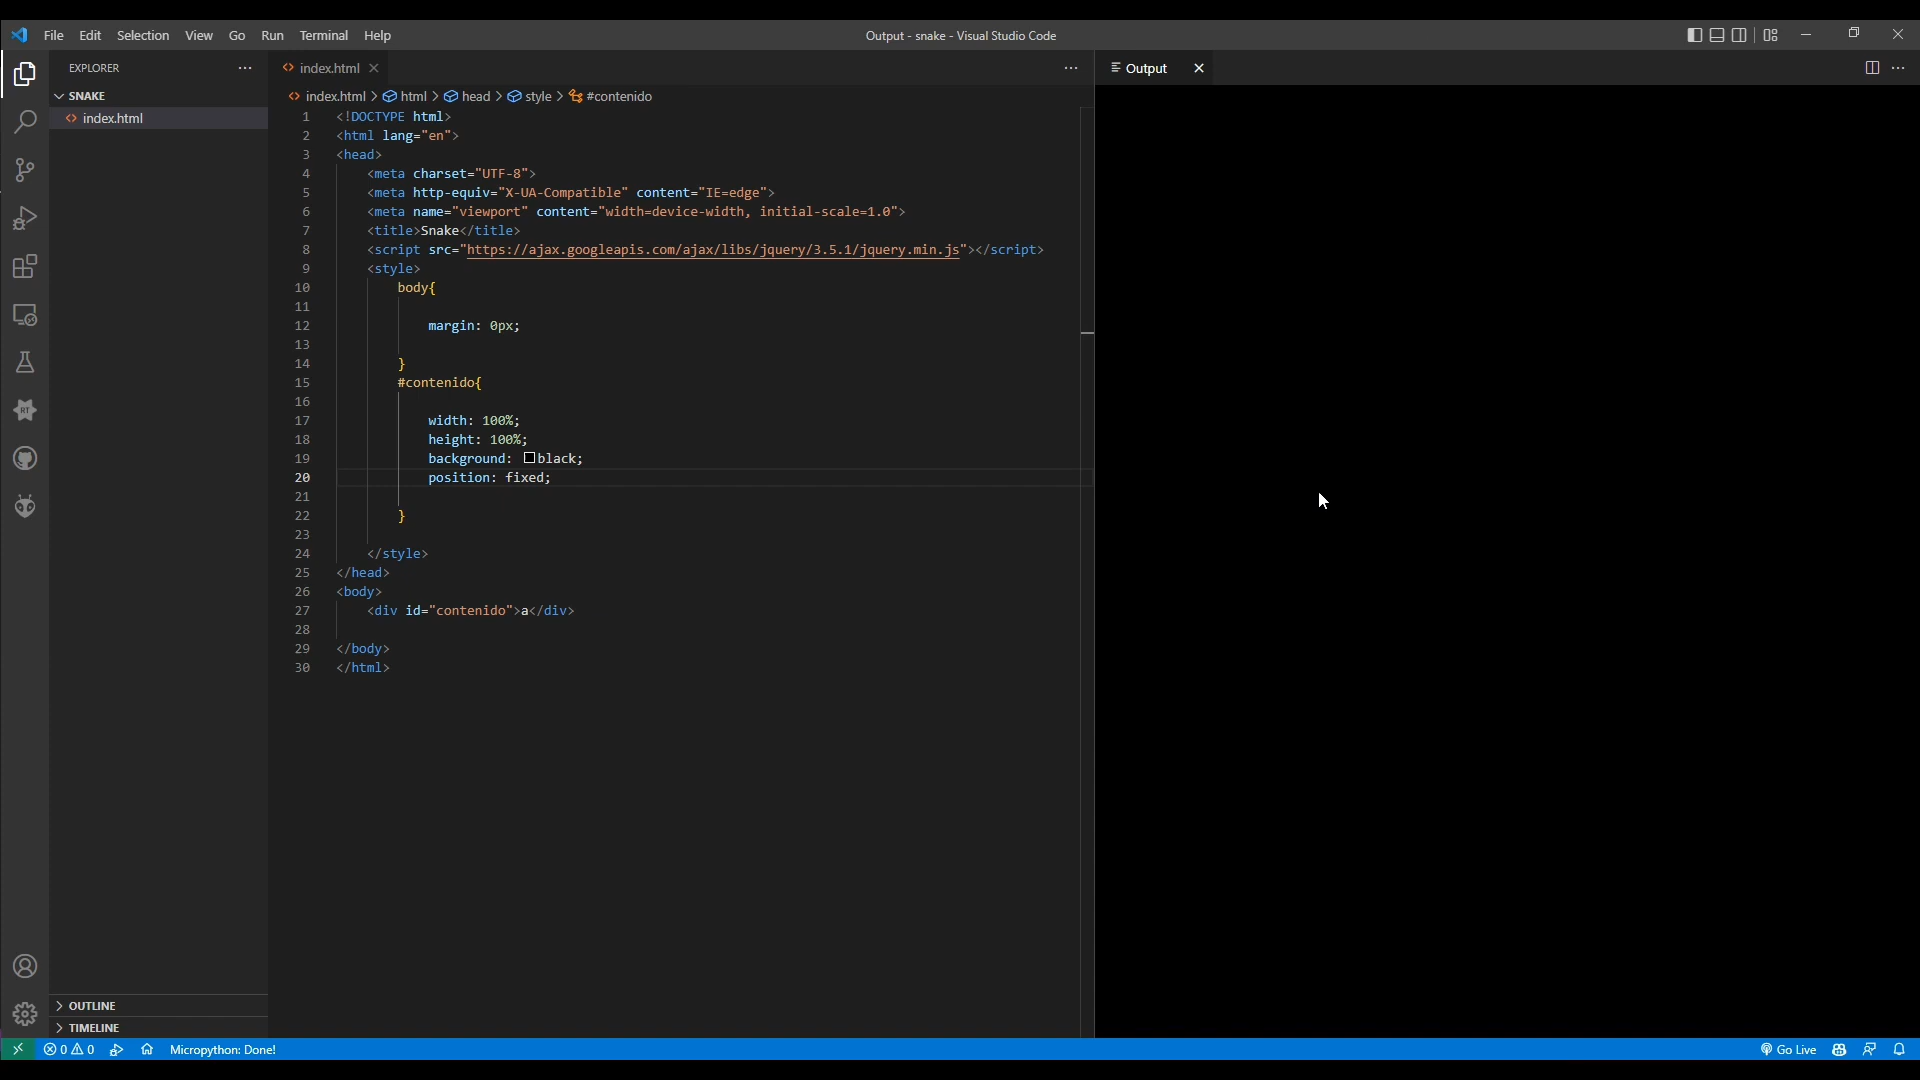 File Edit Selection View Go Run Terminal Help
Output - snake - Visual Studio Code
EXPLORER
SNAKE
index.html
index.html
index.html > html > head > style > #contenido
1 <!DOCTYPE html>
2 <html lang="en">
3 <head>
4 <meta charset="UTF-8">
5 <meta http-equiv="X-UA-Compatible" content="IE=edge">
6 <meta name="viewport" content="width=device-width, initial-scale=1.0">
7 <title>Snake</title>
8 <script src="https://ajax.googleapis.com/ajax/libs/jquery/3.5.1/jquery.min.js"></script>
9 <style>
10 body{
11
12 margin: 0px;
13
14 }
15 #contenido{
16
17 width: 100%;
18 height: 100%;
19 background: black;
20 position: fixed;
21
22 }
23
24 </style>
25 </head>
26 <body>
27 <div id="contenido">a</div>
28
29 </body>
30 </html>
Output
OUTLINE
TIMELINE
0 0 Micropython: Done!
Go Live